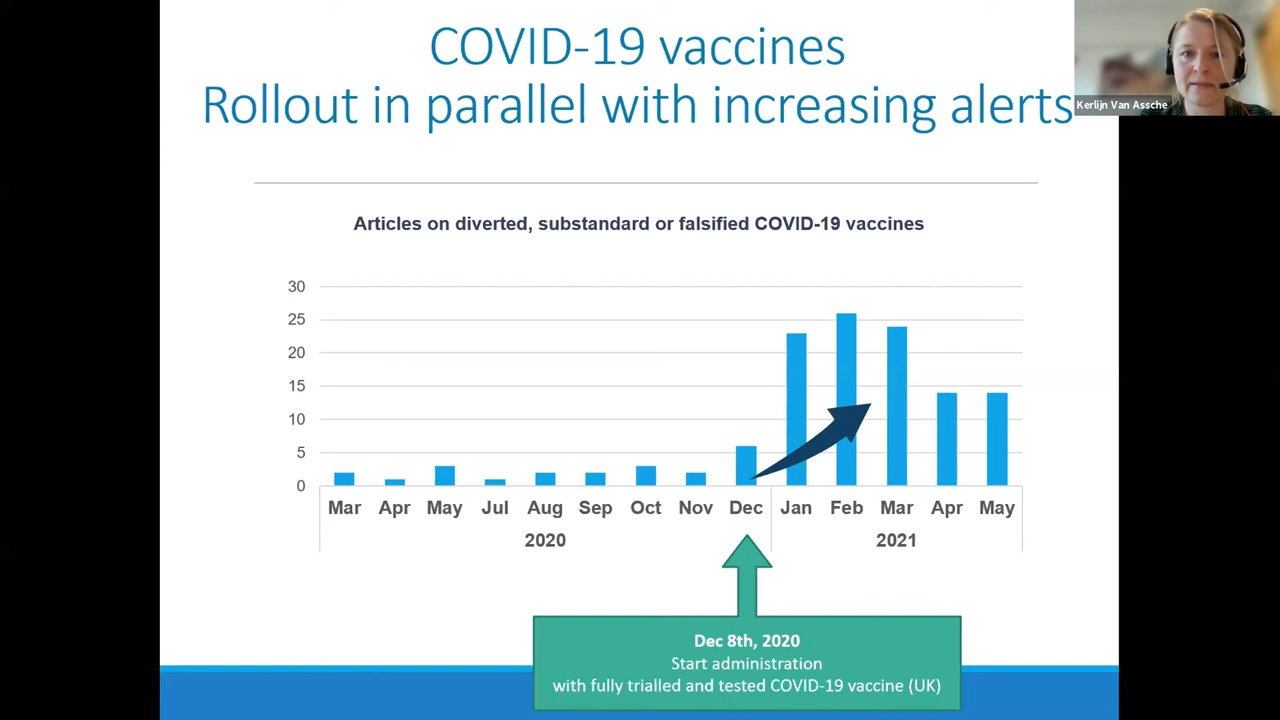 COVID-19 vaccines
Rollout in parallel with increasing alerts
Kerlijn Van Assche
Articles on diverted, substandard or falsified COVID-19 vaccines
30
25
20
15
10
5
0
Mar Apr May Jul Aug Sep Oct Nov Dec Jan Feb Mar Apr May
2020 2021
Dec 8th, 2020
Start administration
with fully trialled and tested COVID-19 vaccine (UK)